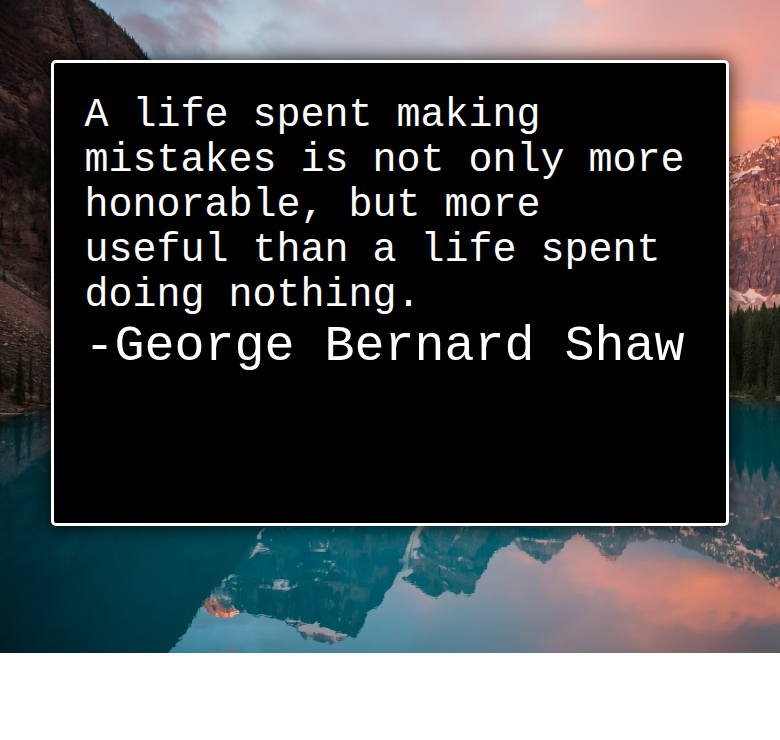 A life spent making
mistakes is not only more
honorable, but more
useful than a life spent
doing nothing.
-George Bernard Shaw